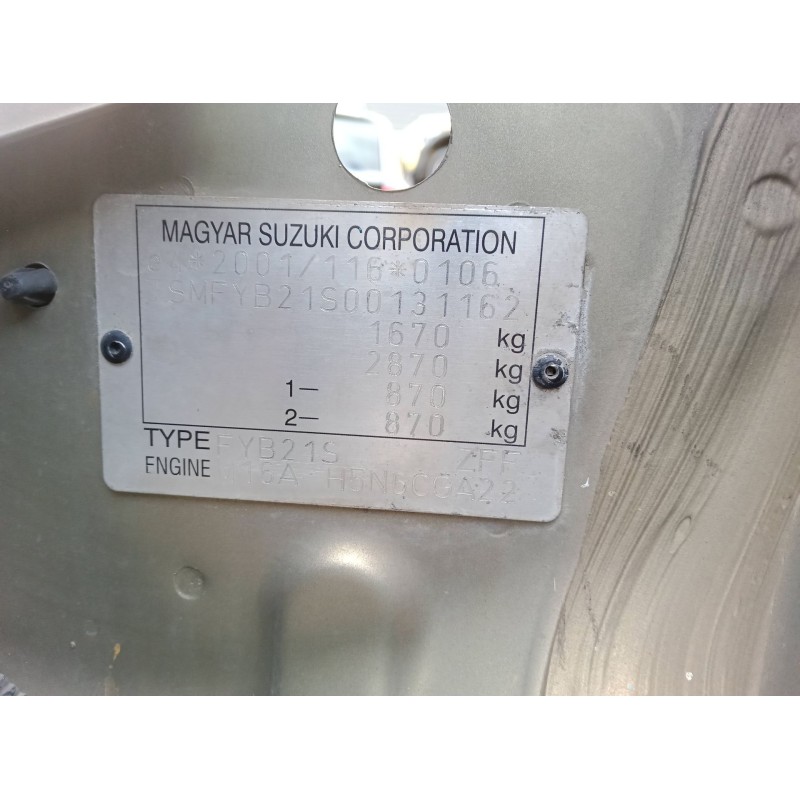 MAGYAR SUZUKI CORPORATION
*2001/116*0106
SMFYB21S00131162
1670 kg
2870 kg
1— 870 kg
2— 870 kg
TYPE FYB21S
ENGINE